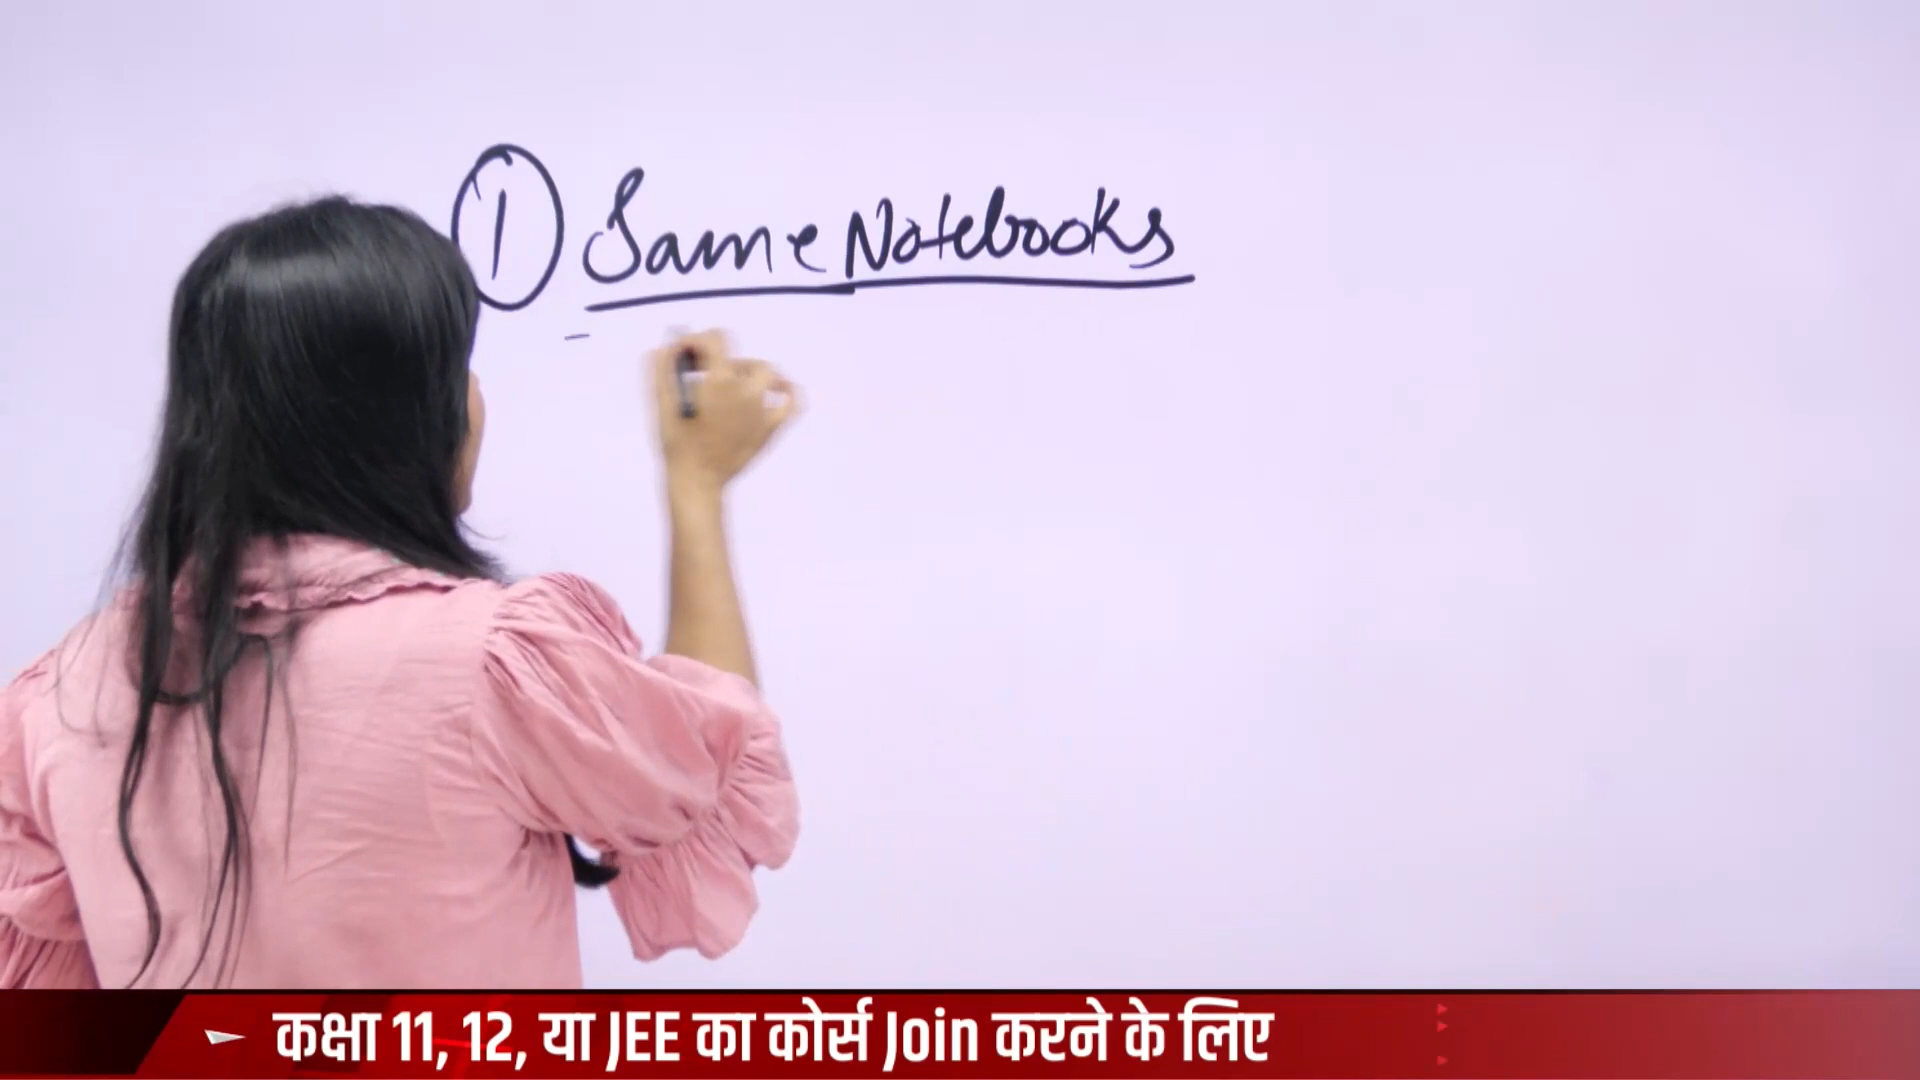 ① Same Notebooks
कक्षा 11, 12, या JEE का कोर्स Join करने के लिए